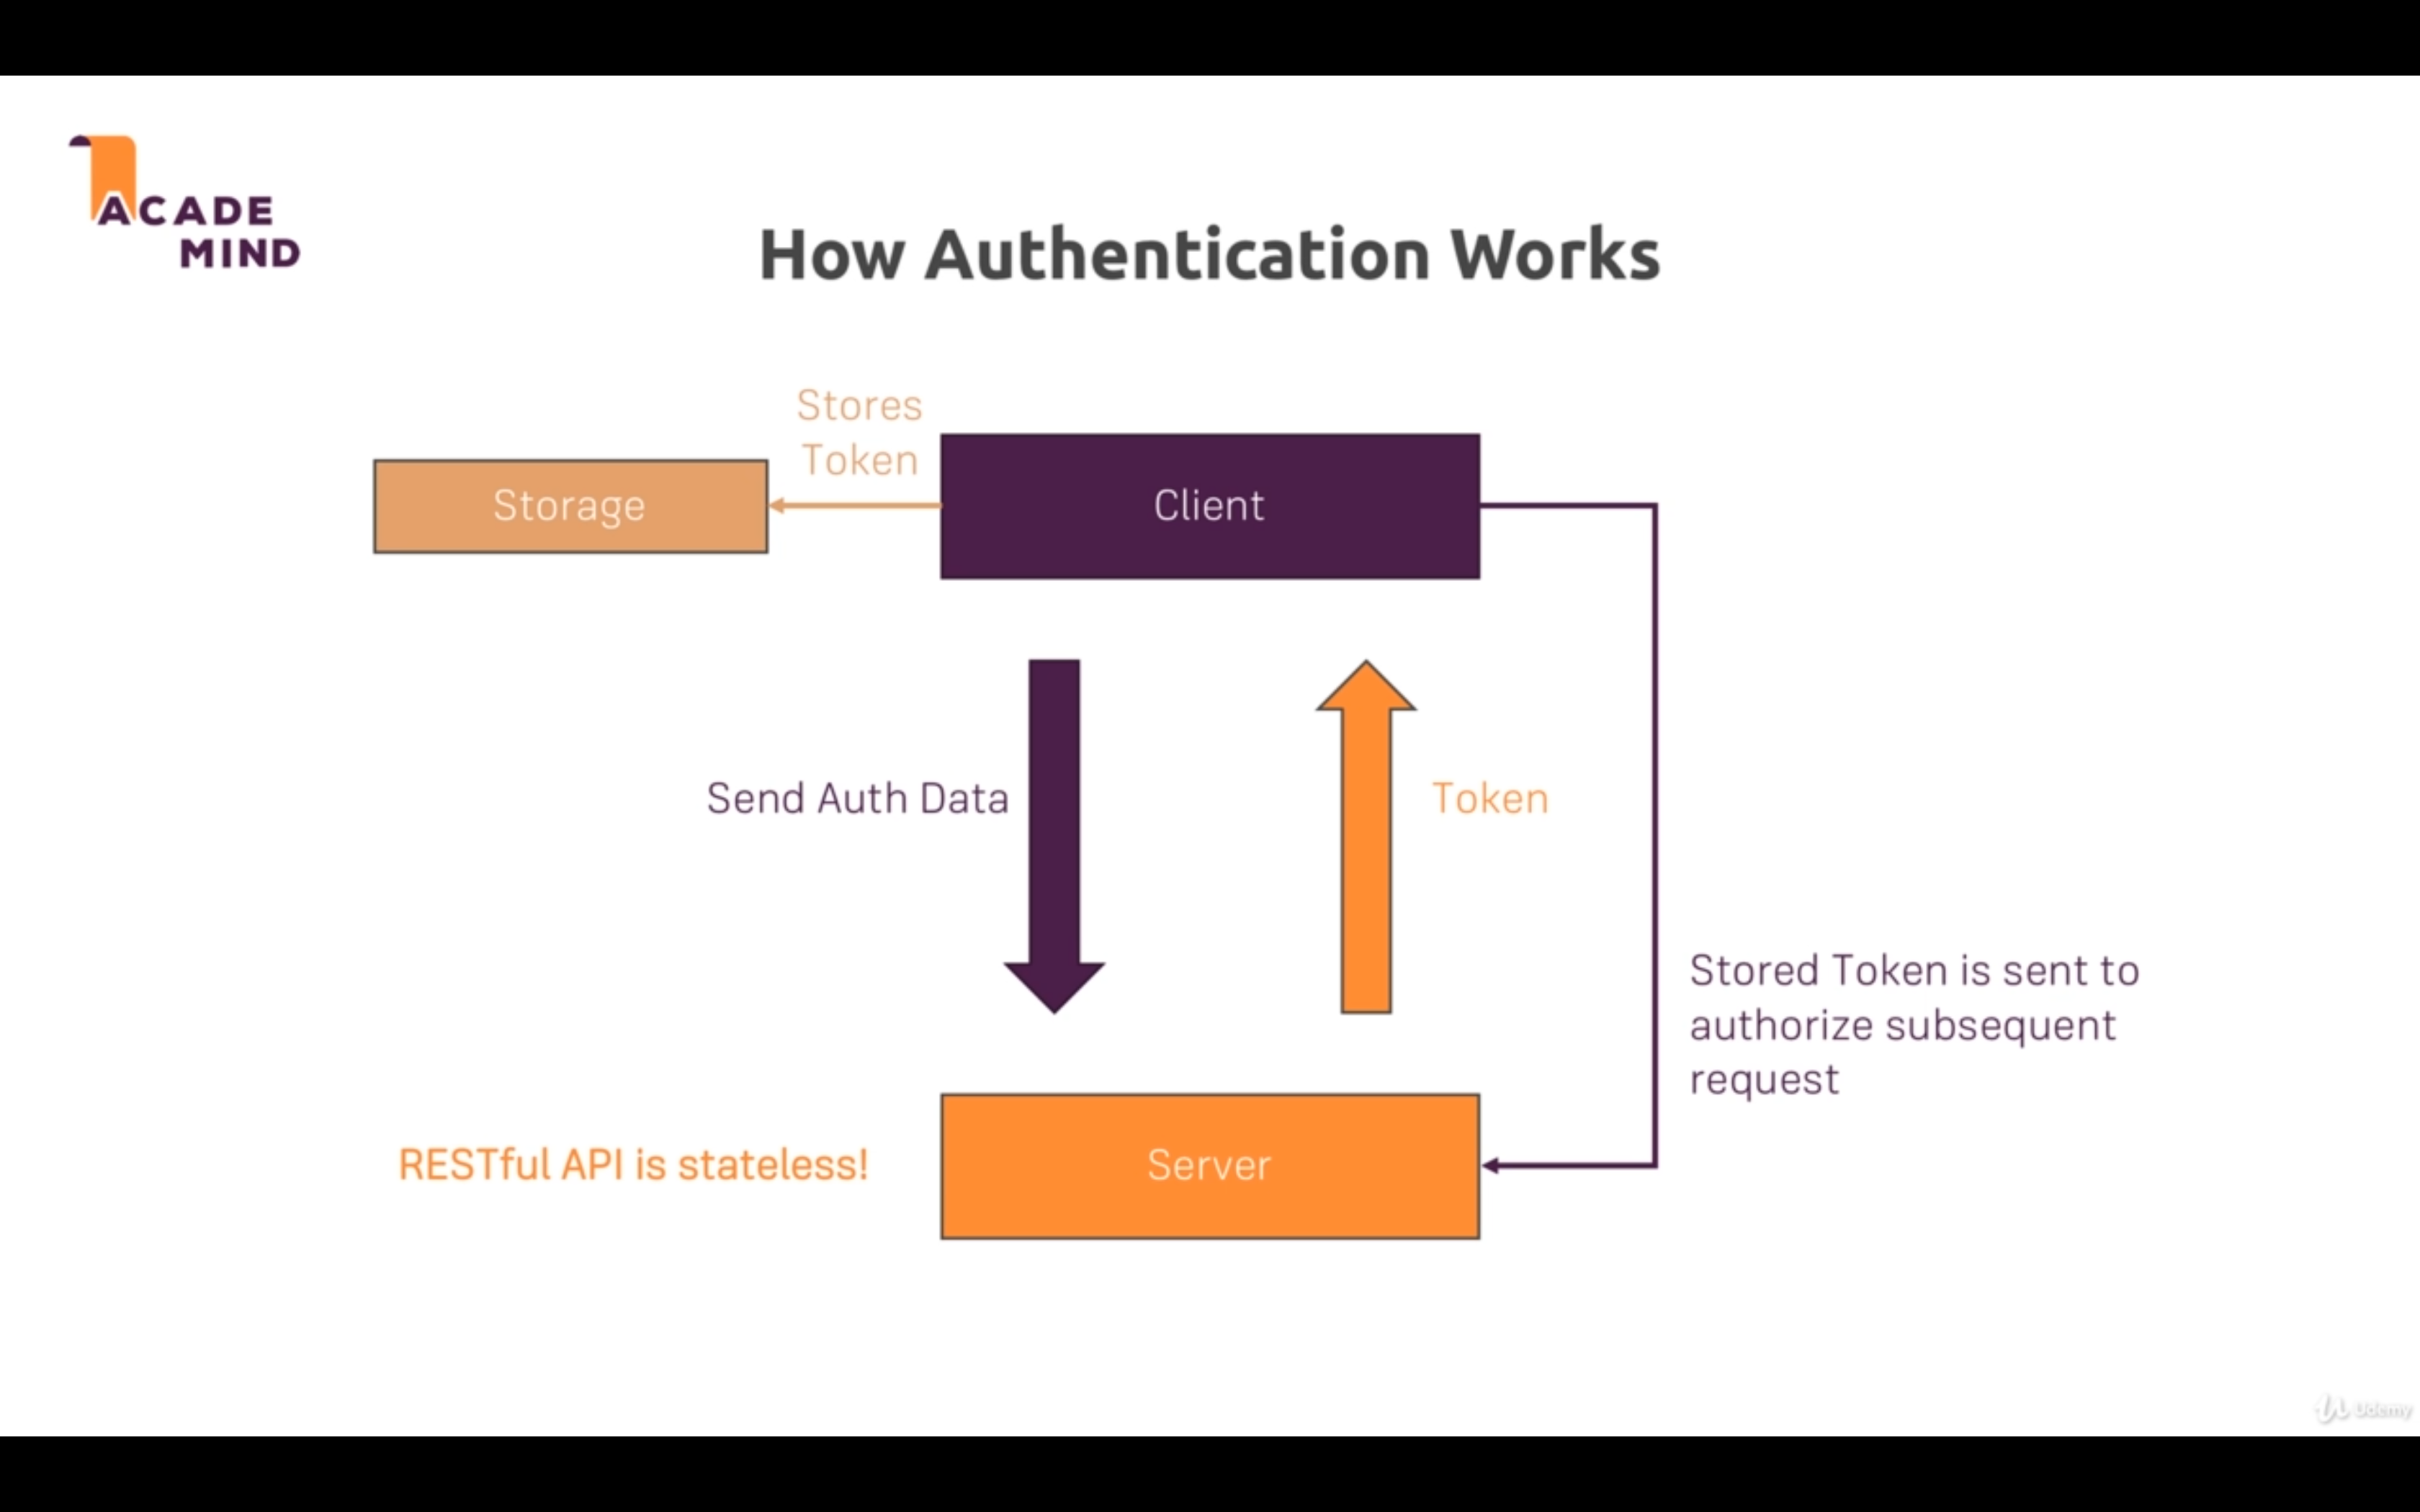 ACADE
MIND
How Authentication Works
Stores
Token
Storage
Client
Send Auth Data
Token
Stored Token is sent to
authorize subsequent
request
RESTful API is stateless!
Server
Udemy